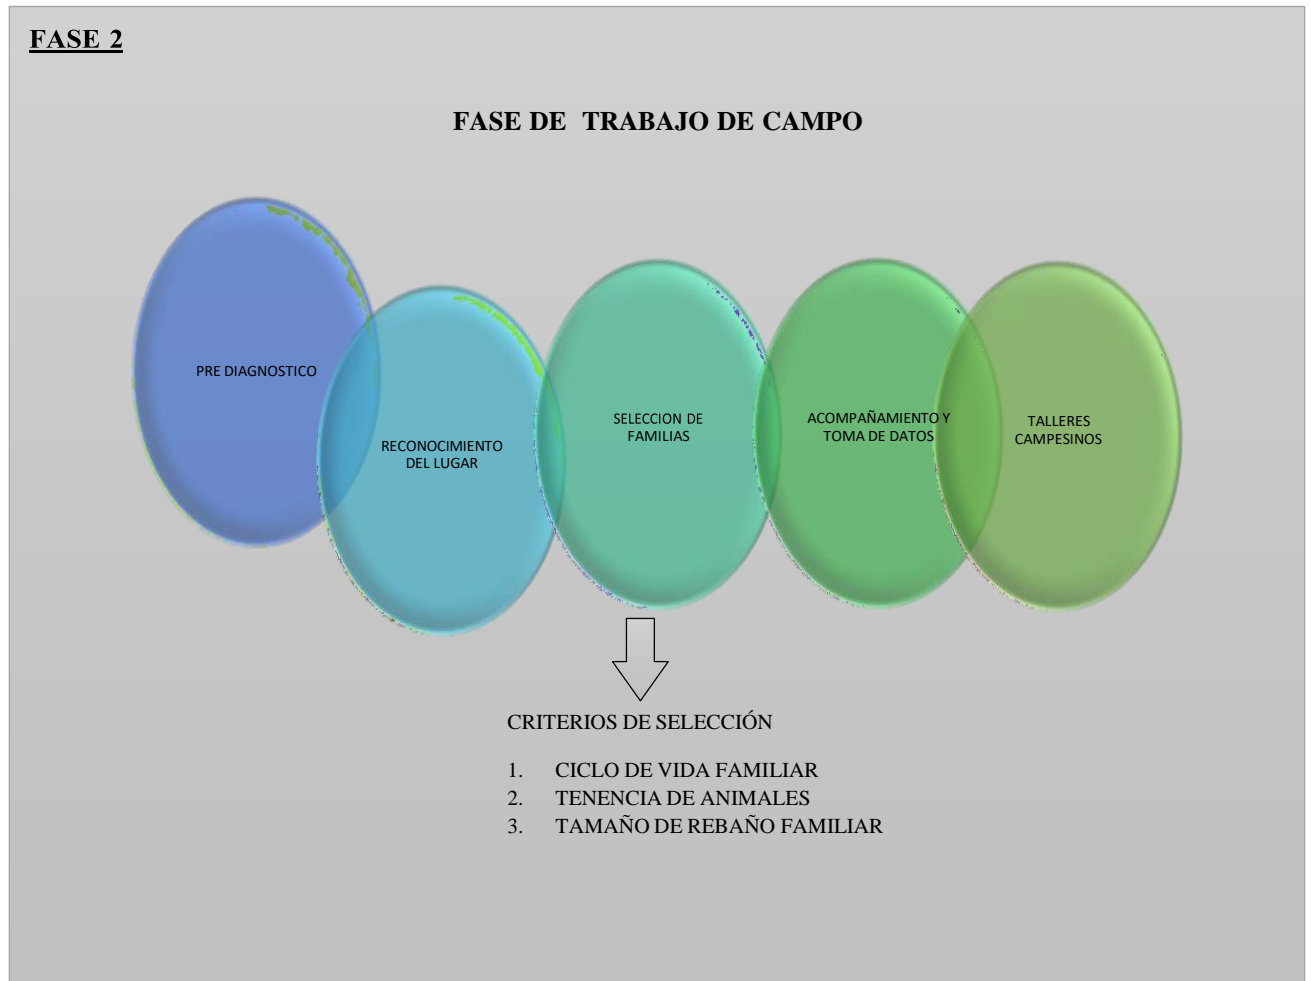 FASE 2
FASE DE TRABAJO DE CAMPO
PRE DIAGNOSTICO
RECONOCIMIENTO
DEL LUGAR
SELECCION DE
FAMILIAS
ACOMPAÑAMIENTO Y
TOMA DE DATOS
TALLERES
CAMPESINOS
CRITERIOS DE SELECCIÓN
1. CICLO DE VIDA FAMILIAR
2. TENENCIA DE ANIMALES
3. TAMAÑO DE REBAÑO FAMILIAR